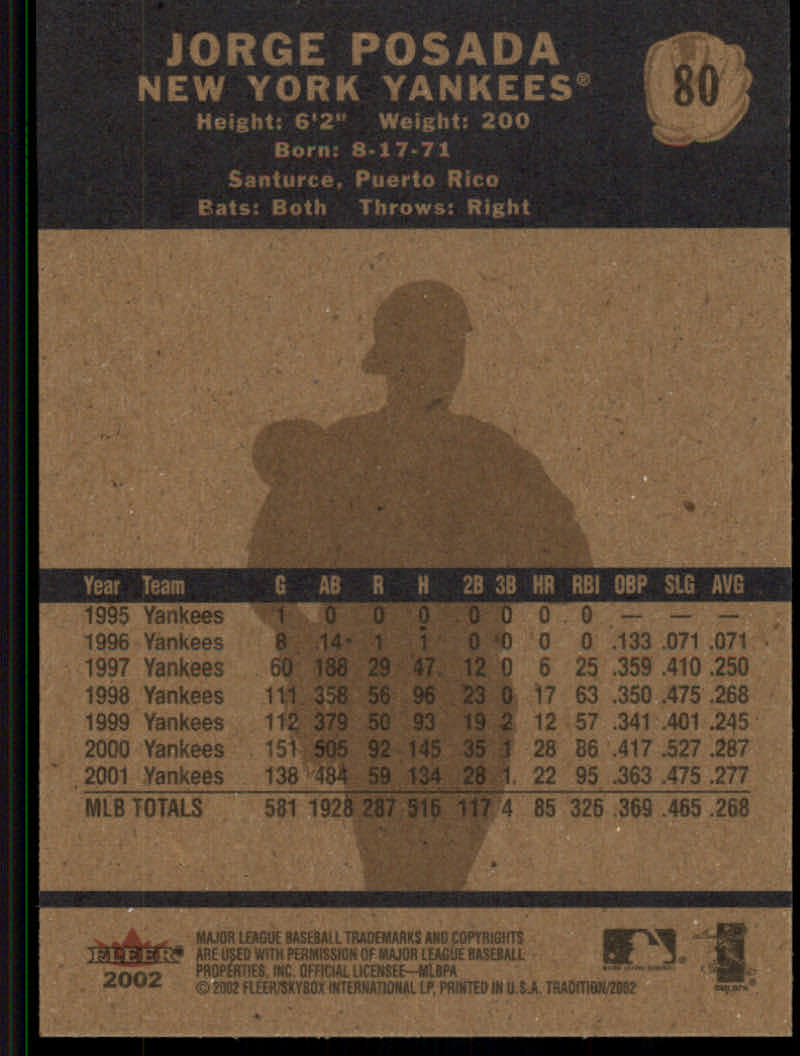 JORGE POSADA
80
NEW YORK YANKEES®
Height: 6'2" Weight: 200
Born: 8-17-71
Santurce, Puerto Rico
Bats: Both Throws: Right
Year Team G AB R H 2B 3B HR RBI OBP SLG AVG
1995 Yankees 1 0 0 0 0 0 0 0 — — —
1996 Yankees 8 14 1 1 0 0 0 0 .133 .071 .071
1997 Yankees 60 188 29 47 12 0 6 25 .359 .410 .250
1998 Yankees 111 358 56 96 23 0 17 63 .350 .475 .268
1999 Yankees 112 379 50 93 19 2 12 57 .341 .401 .245
2000 Yankees 151 505 92 145 35 1 28 86 .417 .527 .287
2001 Yankees 138 484 59 134 28 1 22 95 .363 .475 .277
MLB TOTALS 581 1928 287 516 117 4 85 326 .369 .465 .268
FLEER®
2002
MAJOR LEAGUE BASEBALL TRADEMARKS AND COPYRIGHTS
ARE USED WITH PERMISSION OF MAJOR LEAGUE BASEBALL
PROPERTIES, INC. OFFICIAL LICENSEE—MLBPA
© 2002 FLEER/SKYBOX INTERNATIONAL LP, PRINTED IN U.S.A. TRADITION/2002